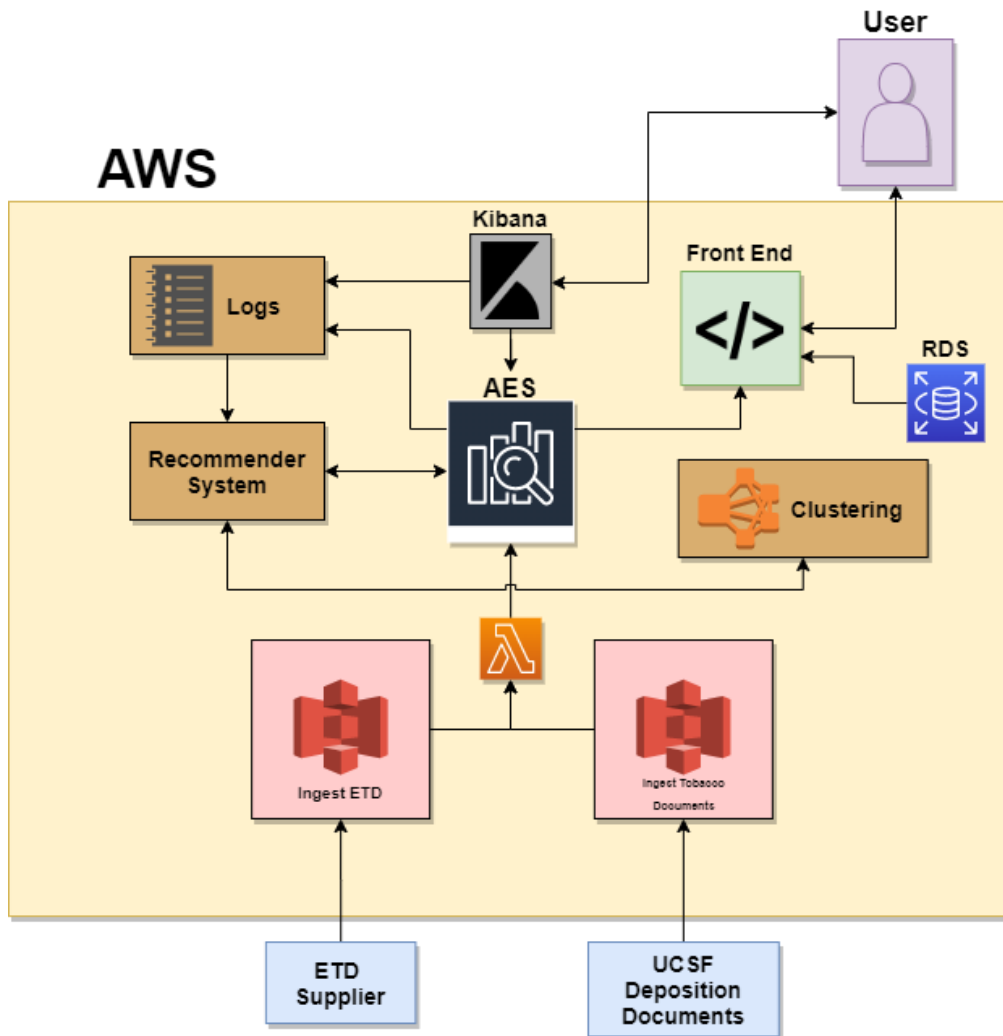 User
AWS
Kibana
Front End
Logs
</>
RDS
AES
Recommender
System
Clustering
Ingest ETD
Ingest Tobacco
Documents
ETD
Supplier
UCSF
Deposition
Documents